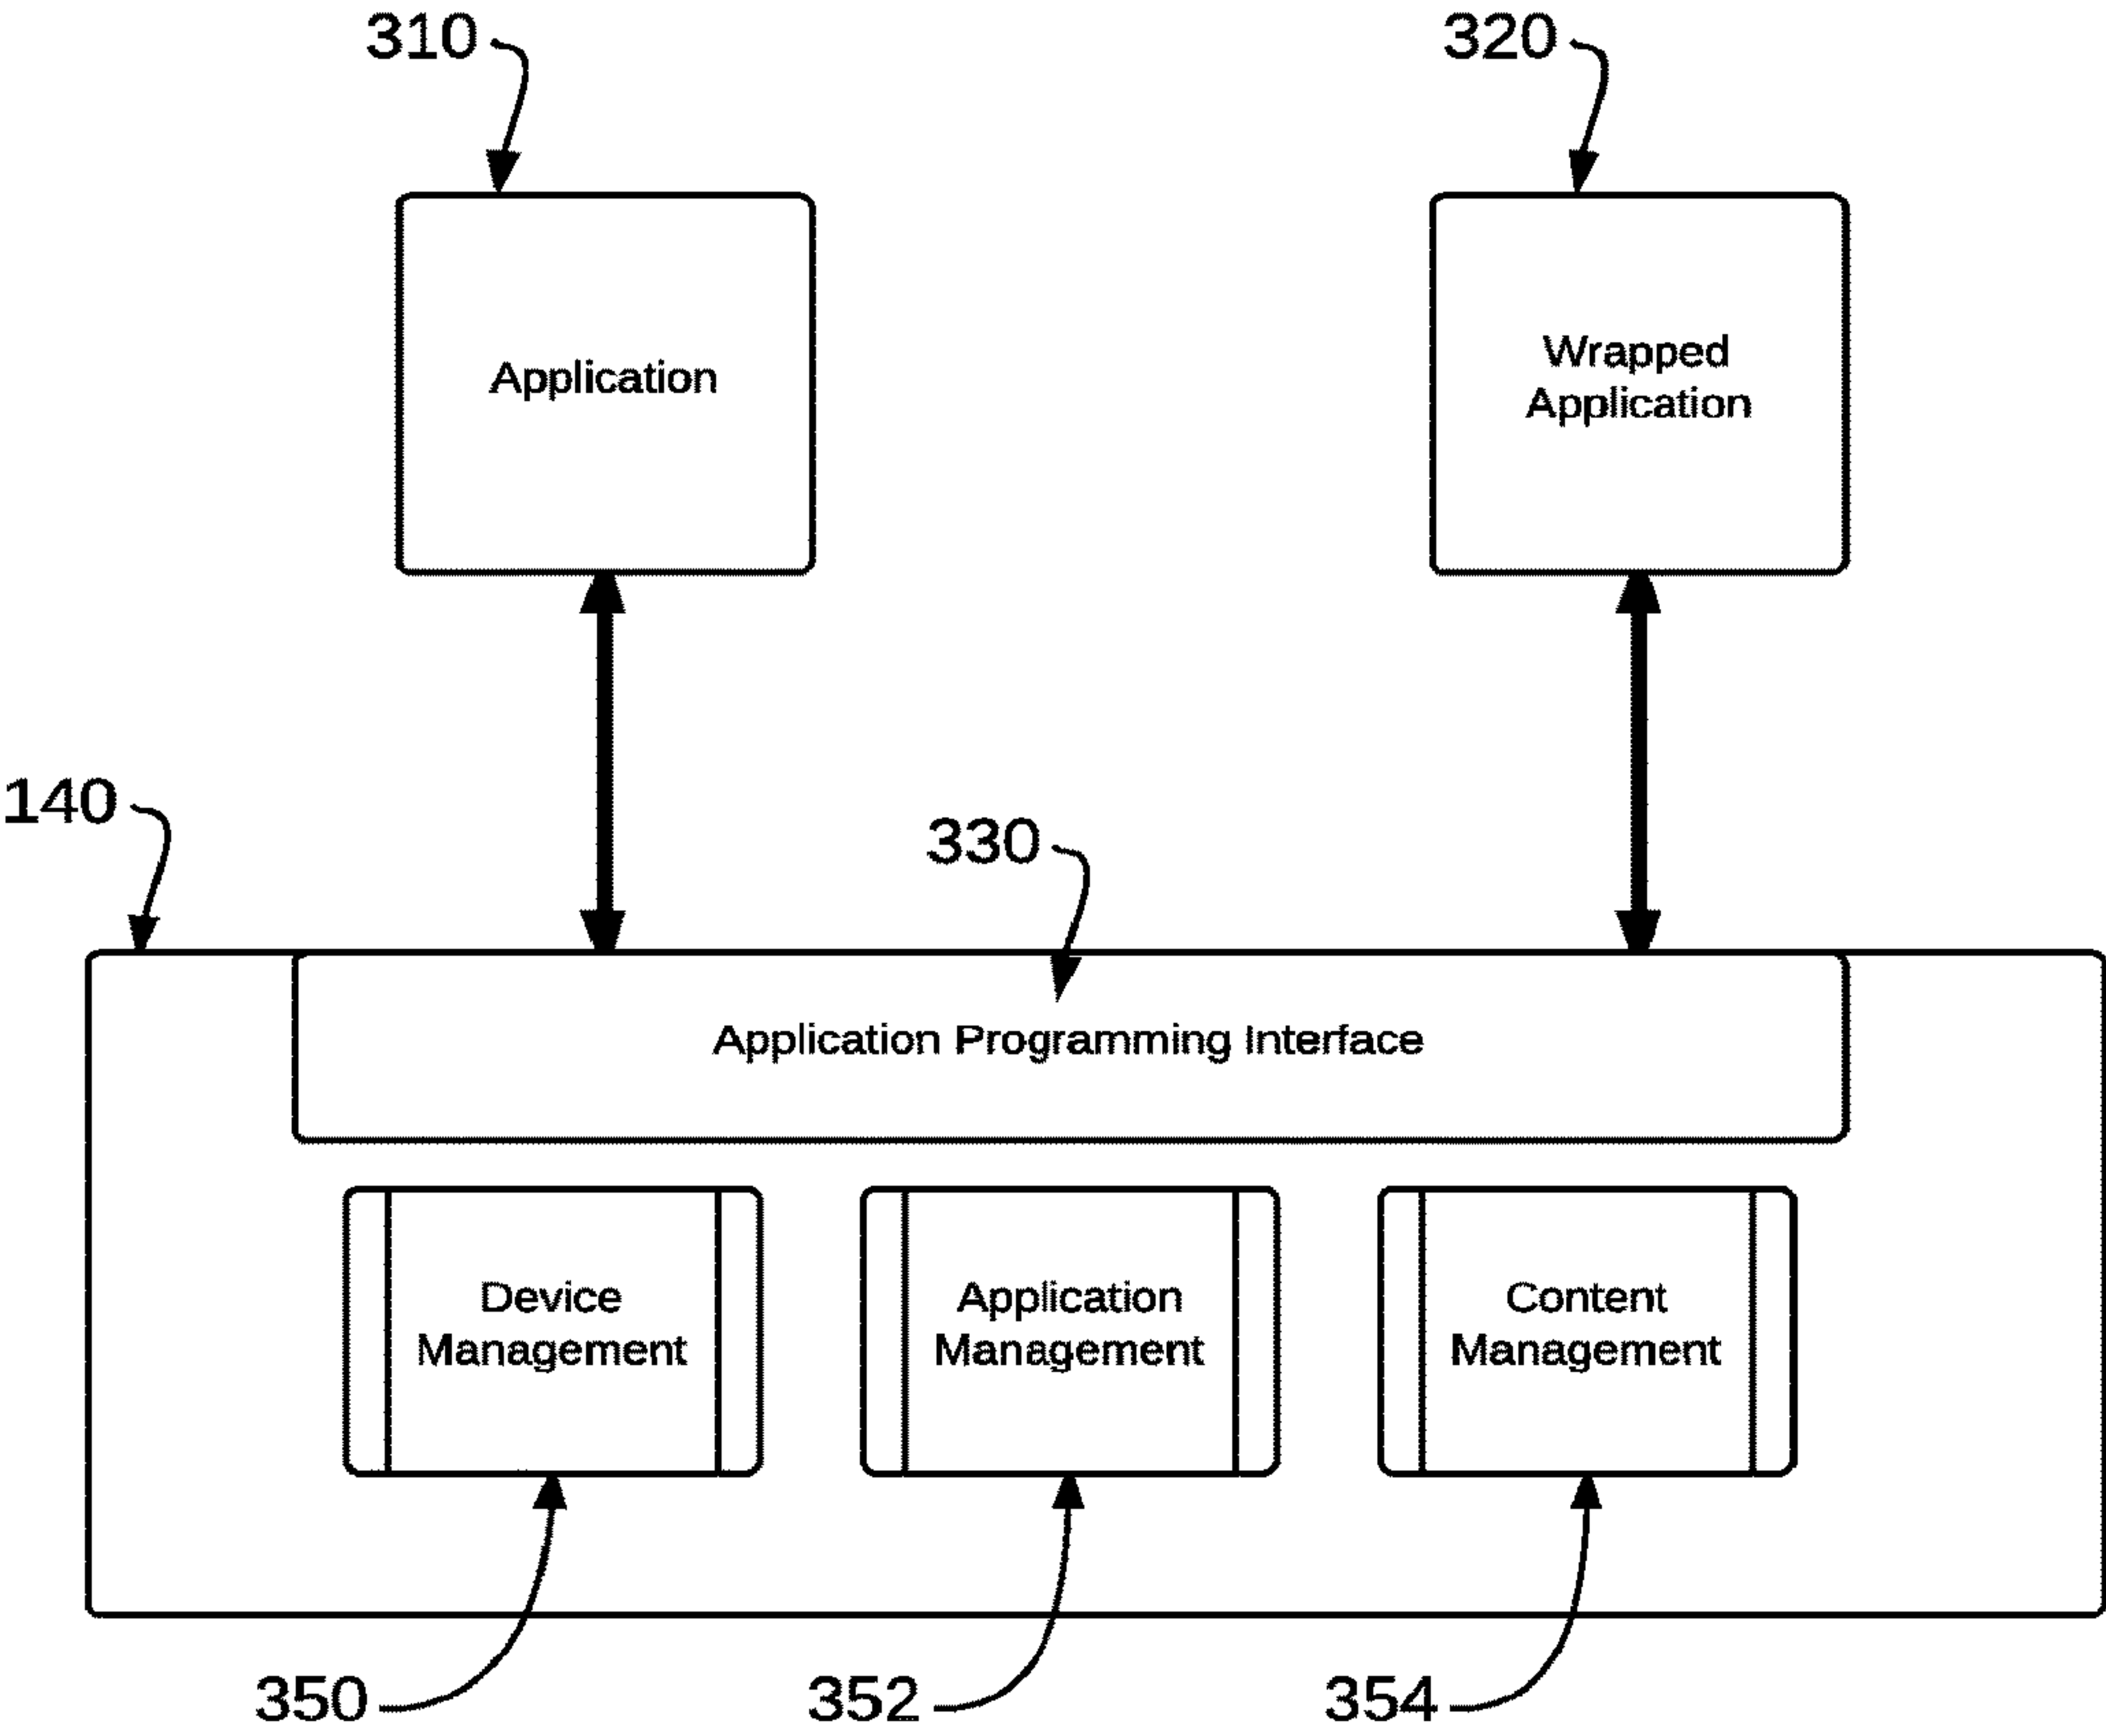 310
320
Application
Wrapped
Application
140
330
Application Programming Interface
Device
Management
Application
Management
Content
Management
350
352
354